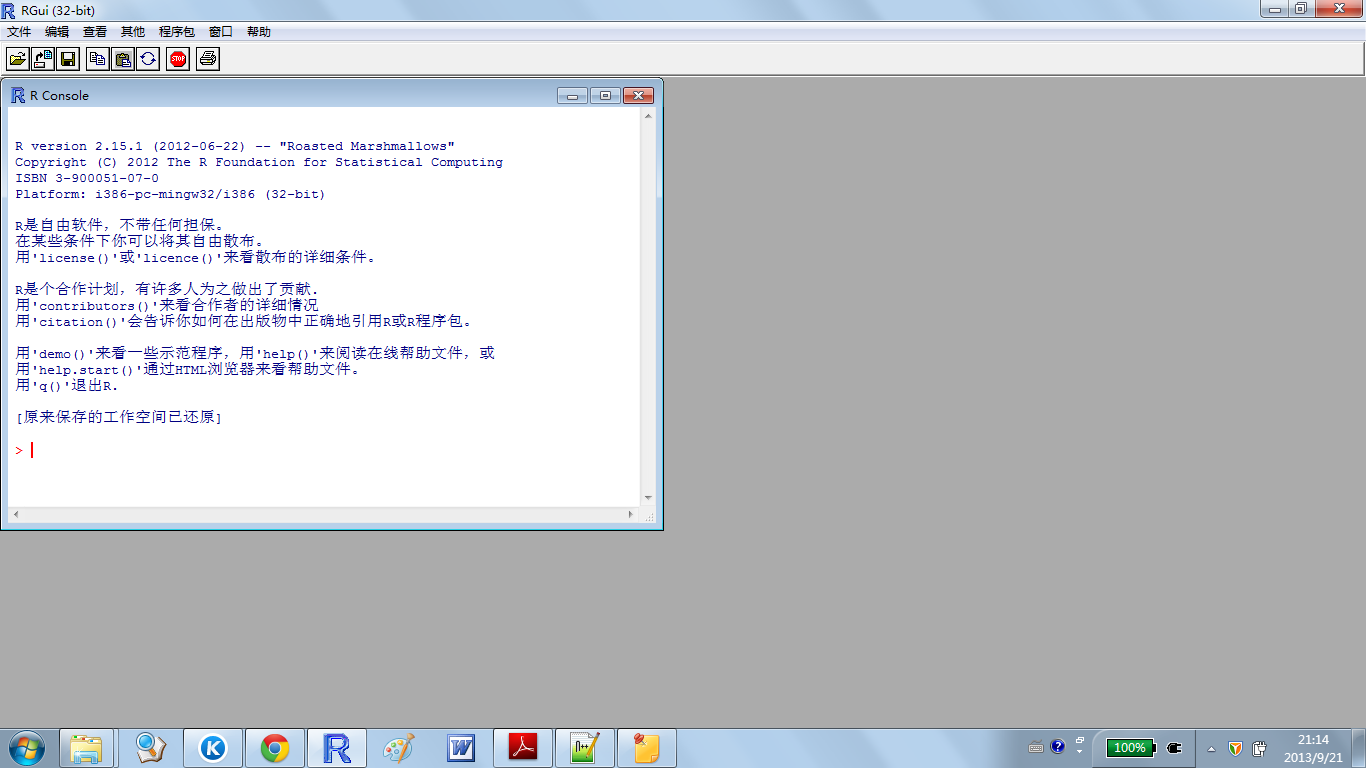 RGui (32-bit)
文件 编辑 查看 其他 程序包 窗口 帮助
STOP
R Console
R version 2.15.1 (2012-06-22) -- "Roasted Marshmallows"
Copyright (C) 2012 The R Foundation for Statistical Computing
ISBN 3-900051-07-0
Platform: i386-pc-mingw32/i386 (32-bit)
R是自由软件，不带任何担保。
在某些条件下你可以将其自由散布。
用'license()'或'licence()'来看散布的详细条件。
R是个合作计划，有许多人为之做出了贡献.
用'contributors()'来看合作者的详细情况
用'citation()'会告诉你如何在出版物中正确地引用R或R程序包。
用'demo()'来看一些示范程序，用'help()'来阅读在线帮助文件，或
用'help.start()'通过HTML浏览器来看帮助文件。
用'q()'退出R.
[原来保存的工作空间已还原]
>
100%
21:14
2013/9/21